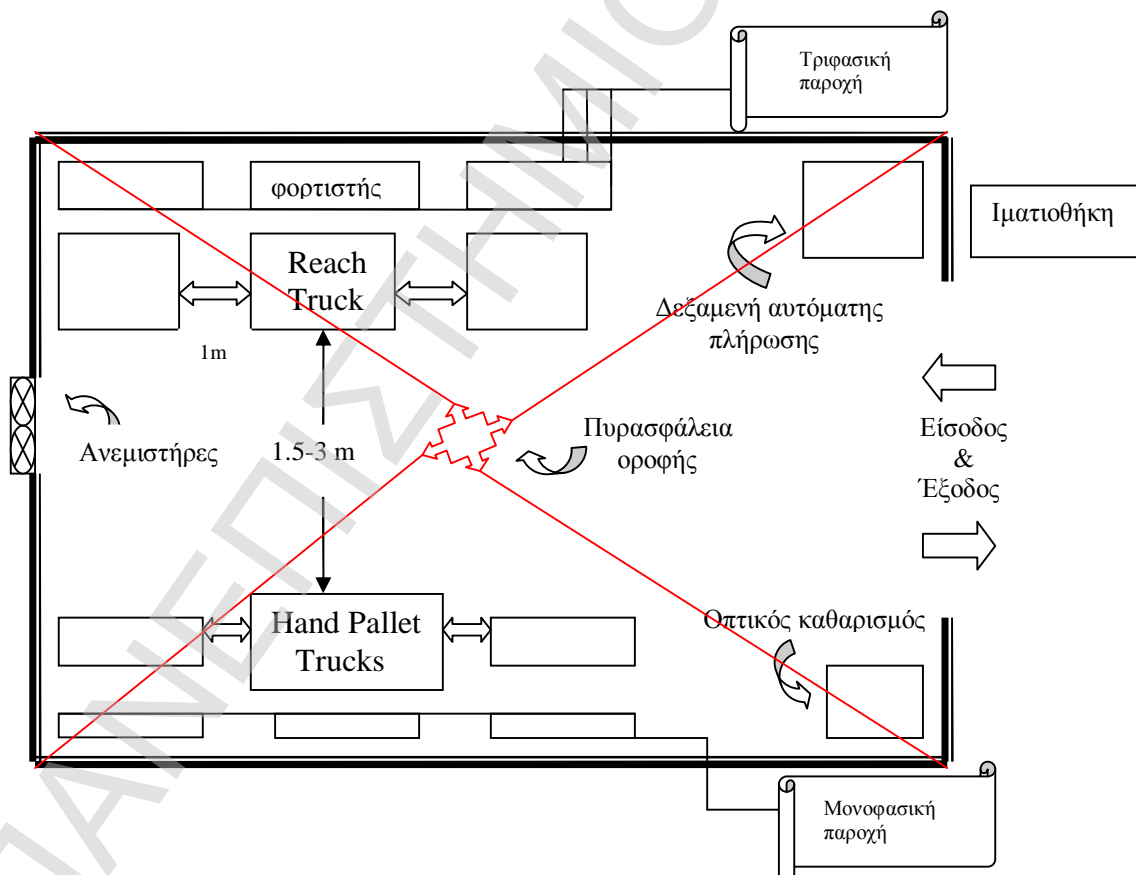 Τριφασική
παροχή
φορτιστής
Ιματιοθήκη
Reach
Truck
Δεξαμενή αυτόματης
πλήρωσης
1m
Ανεμιστήρες
1.5-3 m
Πυρασφάλεια
οροφής
Είσοδος
&
Έξοδος
Hand Pallet
Trucks
Οπτικός καθαρισμός
Μονοφασική
παροχή
ΠΑΝΕΠΙΣΤΗΜΙΟ